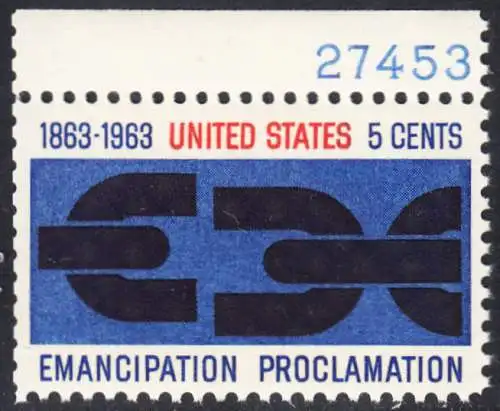 27453
1863-1963 UNITED STATES 5 CENTS
EMANCIPATION PROCLAMATION